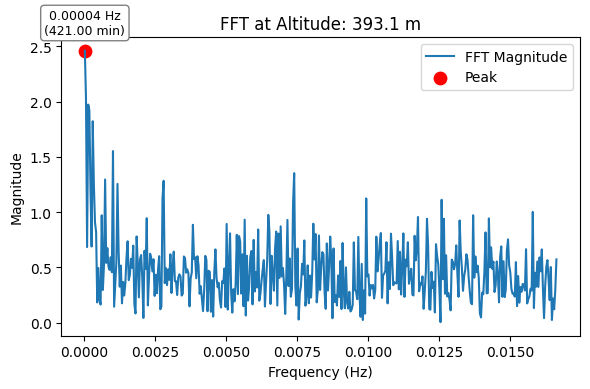 FFT at Altitude: 393.1 m
0.00004 Hz
(421.00 min)
FFT Magnitude
Peak
Magnitude
2.5
2.0
1.5
1.0
0.5
0.0
0.0000 0.0025 0.0050 0.0075 0.0100 0.0125 0.0150
Frequency (Hz)